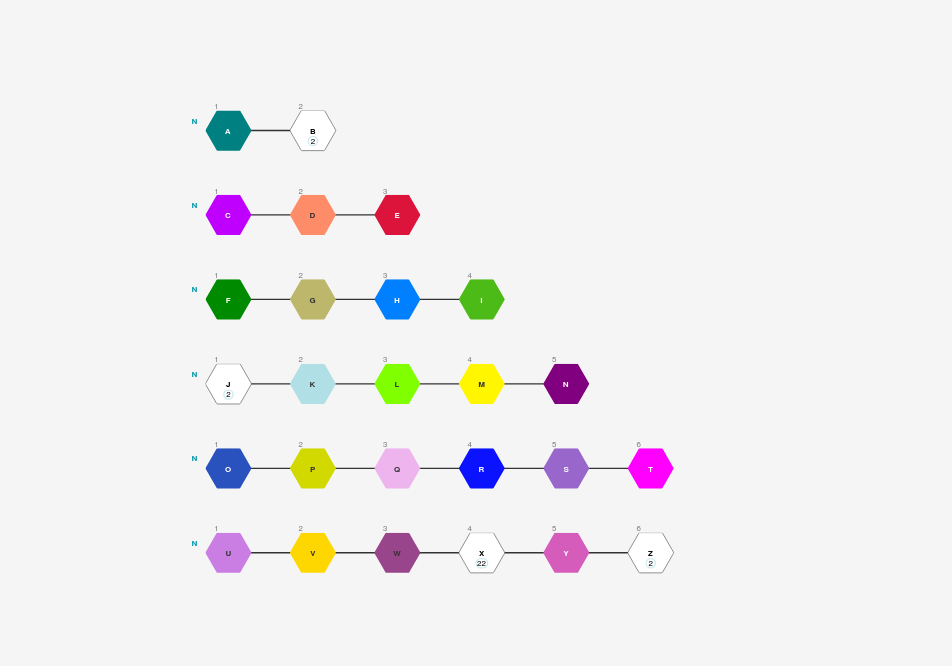 1 2
N A B
2
1 2 3
N C D E
1 2 3 4
N F G H I
1 2 3 4 5
N J K L M N
2
1 2 3 4 5 6
N O P Q R S T
1 2 3 4 5 6
N U V W X Y Z
22 2